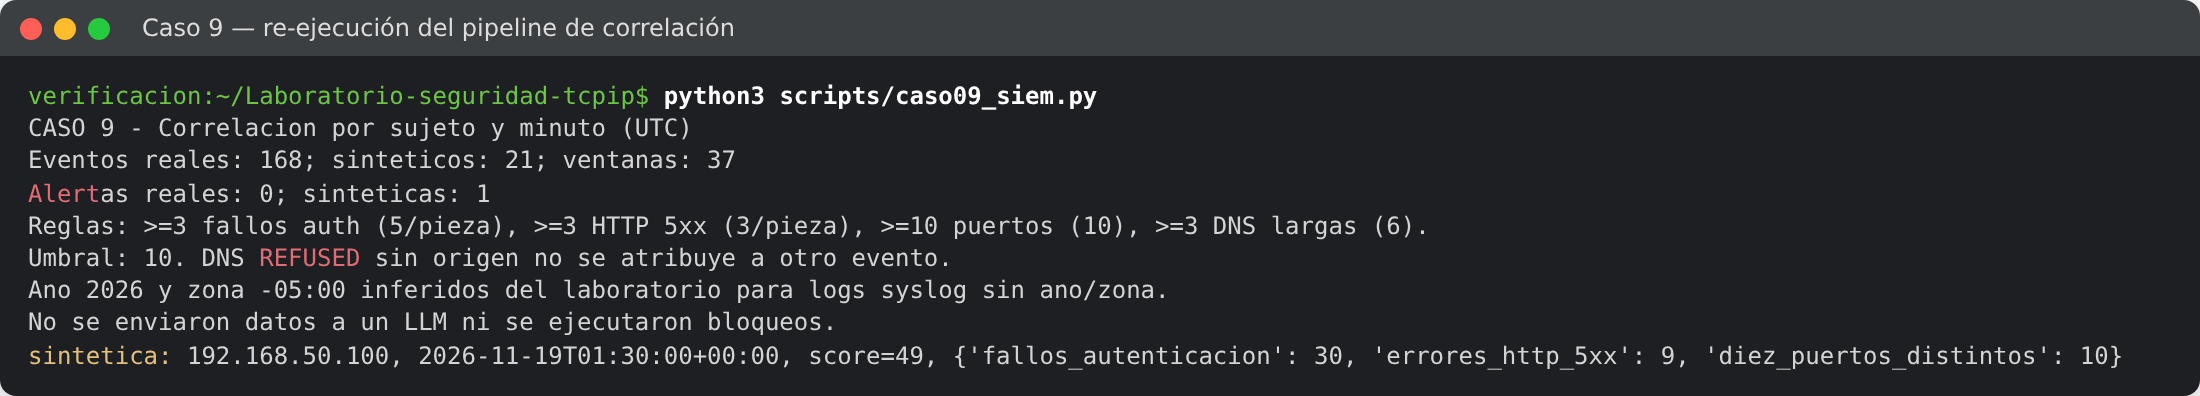 Caso 9 — re-ejecución del pipeline de correlación
verificacion:~/Laboratorio-seguridad-tcpip$ python3 scripts/caso09_siem.py
CASO 9 - Correlacion por sujeto y minuto (UTC)
Eventos reales: 168; sinteticos: 21; ventanas: 37
Alertas reales: 0; sinteticas: 1
Reglas: >=3 fallos auth (5/pieza), >=3 HTTP 5xx (3/pieza), >=10 puertos (10), >=3 DNS largas (6).
Umbral: 10. DNS REFUSED sin origen no se atribuye a otro evento.
Ano 2026 y zona -05:00 inferidos del laboratorio para logs syslog sin ano/zona.
No se enviaron datos a un LLM ni se ejecutaron bloqueos.
sintetica: 192.168.50.100, 2026-11-19T01:30:00+00:00, score=49, {'fallos_autenticacion': 30, 'errores_http_5xx': 9, 'diez_puertos_distintos': 10}